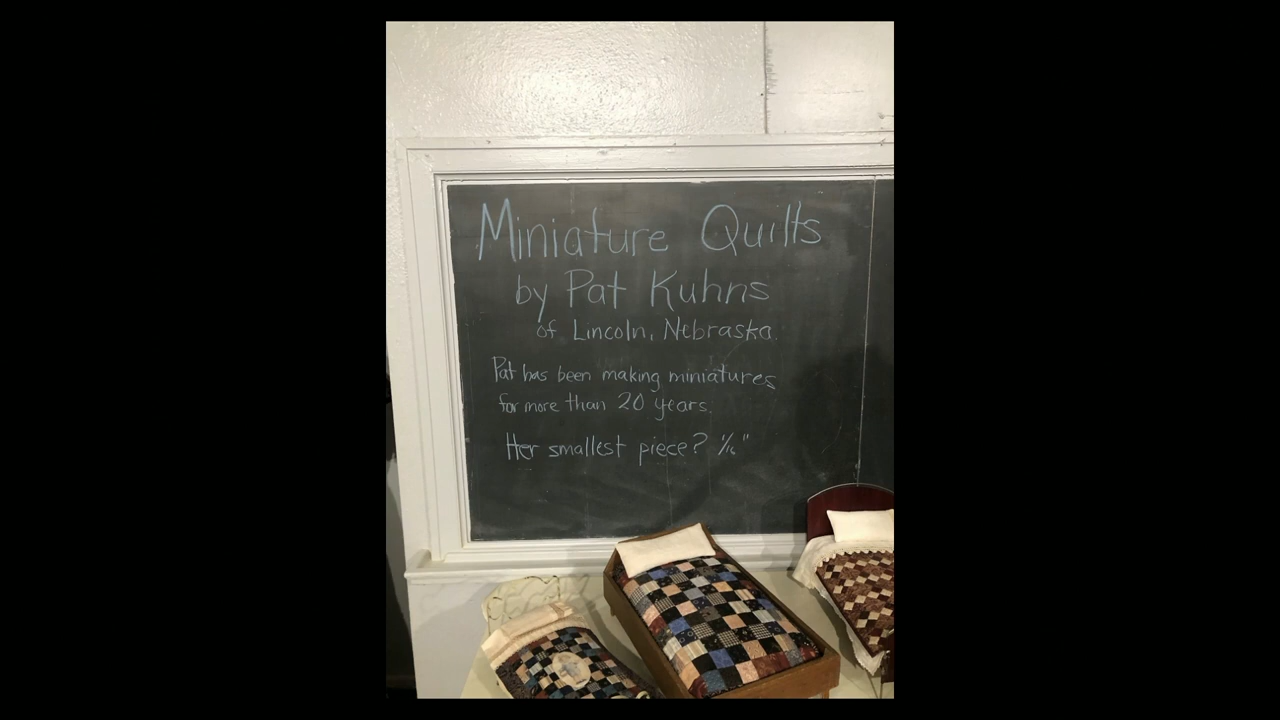 Miniature Quilts
by Pat Kuhns
of Lincoln, Nebraska.
Pat has been making miniatures
for more than 20 years.
Her smallest piece? 1/16"